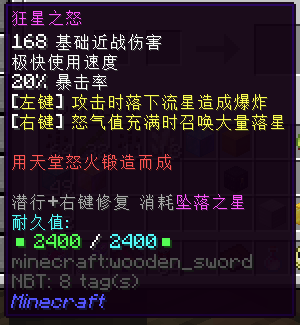 狂星之怒
168 基础近战伤害
极快使用速度
20% 暴击率
[左键] 攻击时落下流星造成爆炸
[右键] 怒气值充满时召唤大量落星
用天堂怒火锻造而成
潜行+右键修复 消耗坠落之星
耐久值:
▪ 2400 / 2400 ▪
minecraft:wooden_sword
NBT: 8 tag(s)
Minecraft